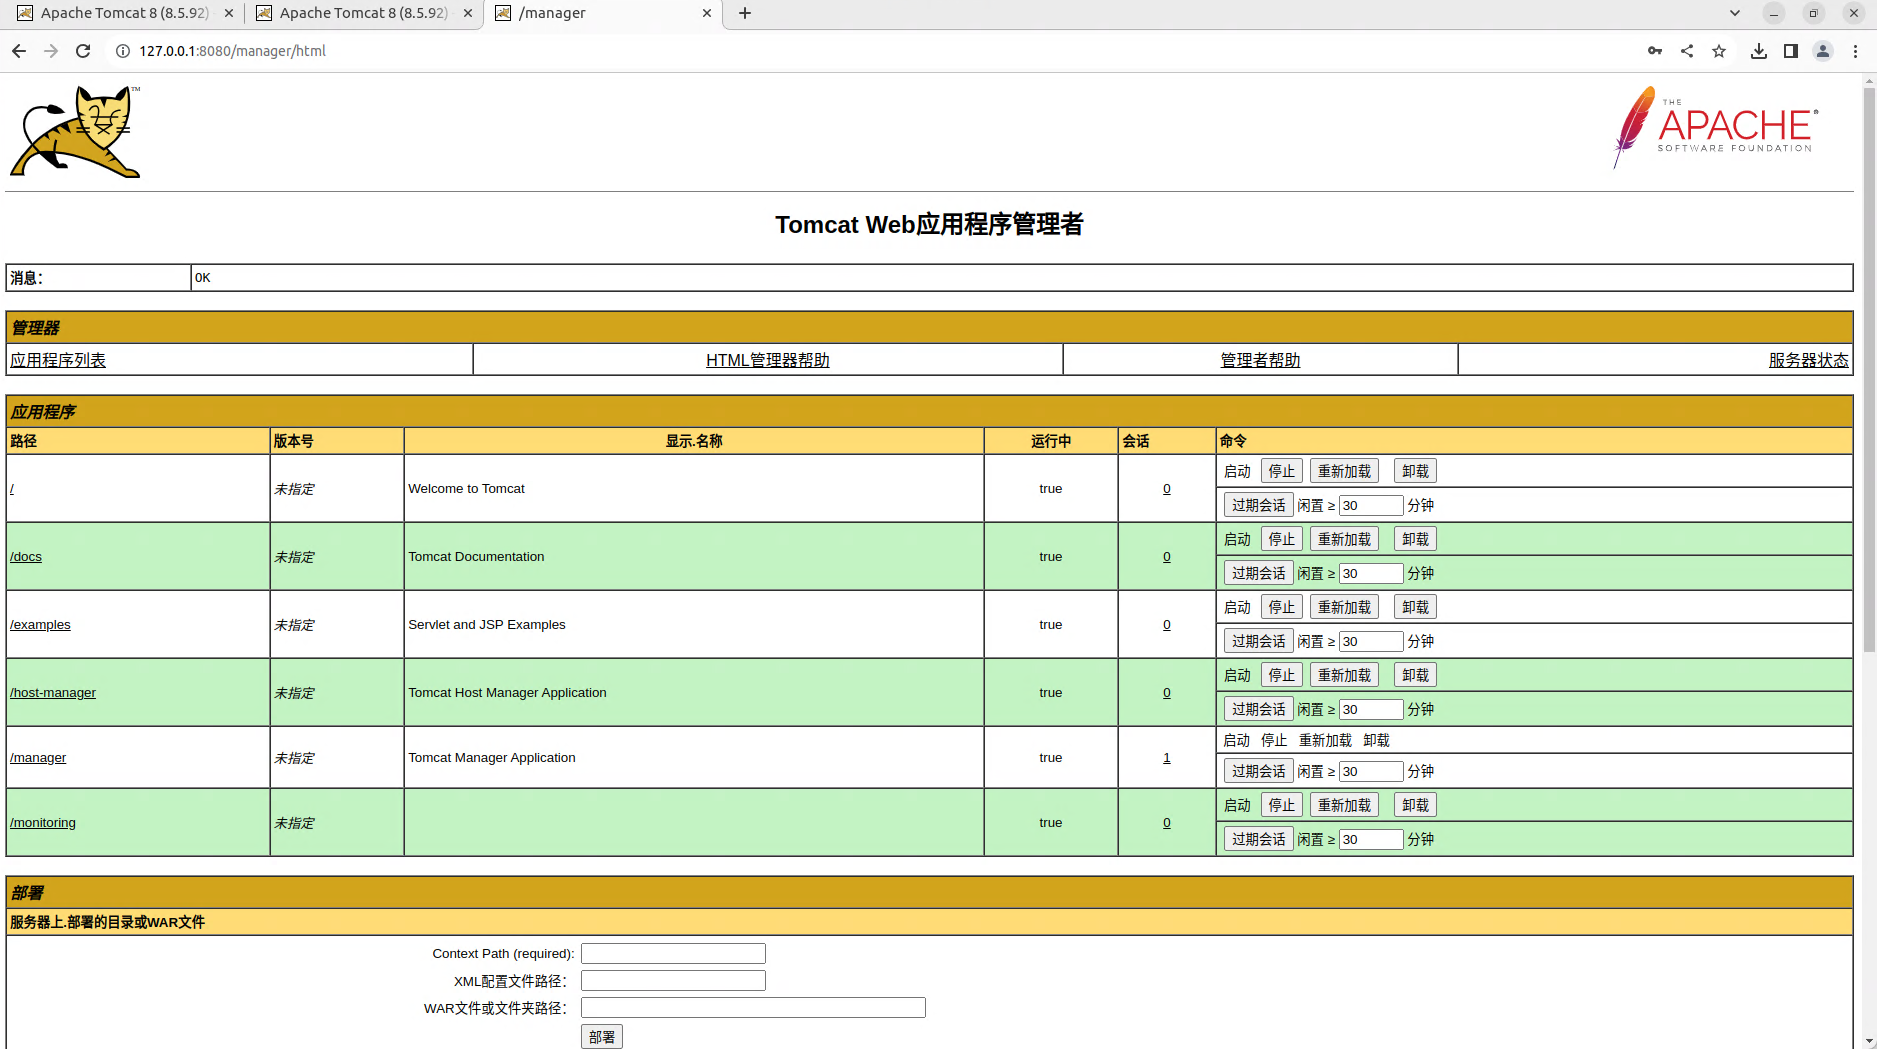 Apache Tomcat 8 (8.5.92)
Apache Tomcat 8 (8.5.92)
/manager
127.0.0.1:8080/manager/html
TM
THE
APACHE®
SOFTWARE FOUNDATION
Tomcat Web应用程序管理者
消息: OK
管理器
应用程序列表 HTML管理器帮助 管理者帮助 服务器状态
应用程序
路径 版本号 显示.名称 运行中 会话 命令
/ 未指定 Welcome to Tomcat true 0 启动 停止 重新加载 卸载
过期会话 闲置 ≥ 30 分钟
/docs 未指定 Tomcat Documentation true 0 启动 停止 重新加载 卸载
过期会话 闲置 ≥ 30 分钟
/examples 未指定 Servlet and JSP Examples true 0 启动 停止 重新加载 卸载
过期会话 闲置 ≥ 30 分钟
/host-manager 未指定 Tomcat Host Manager Application true 0 启动 停止 重新加载 卸载
过期会话 闲置 ≥ 30 分钟
/manager 未指定 Tomcat Manager Application true 1 启动 停止 重新加载 卸载
过期会话 闲置 ≥ 30 分钟
/monitoring 未指定 true 0 启动 停止 重新加载 卸载
过期会话 闲置 ≥ 30 分钟
部署
服务器上.部署的目录或WAR文件
Context Path (required):
XML配置文件路径：
WAR文件或文件夹路径：
部署